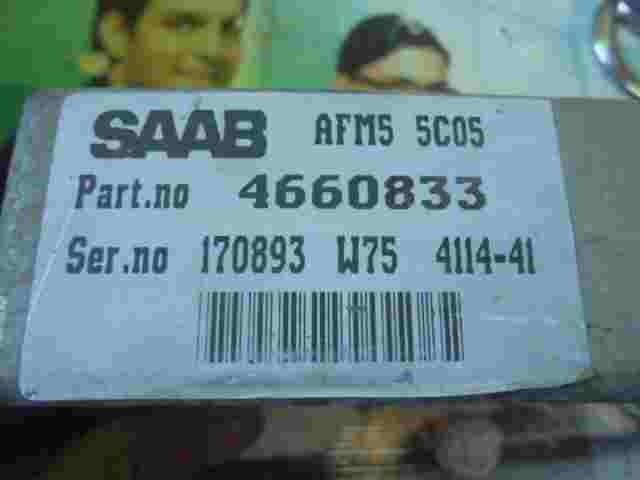 SAAB AFM5 5C05
Part.no 4660833
Ser.no 170893 W75 4114-41